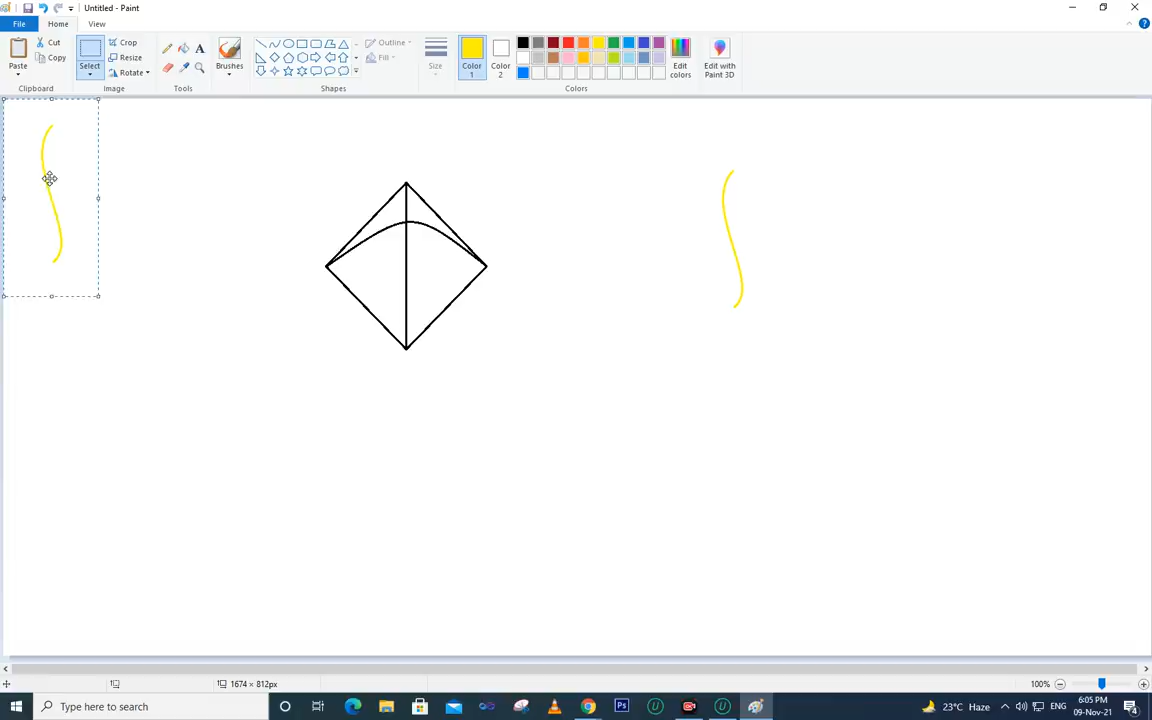 Untitled - Paint
File
Home
View
Paste
Cut
Copy
Clipboard
Select
Crop
Resize
Rotate
Image
A
Tools
Brushes
Outline
Fill
Shapes
Size
Color 1
Color 2
Edit colors
Edit with Paint 3D
Colors
1674 × 812px
100%
Type here to search
Ps
23°C Haze
ENG
6:05 PM
09-Nov-21
4